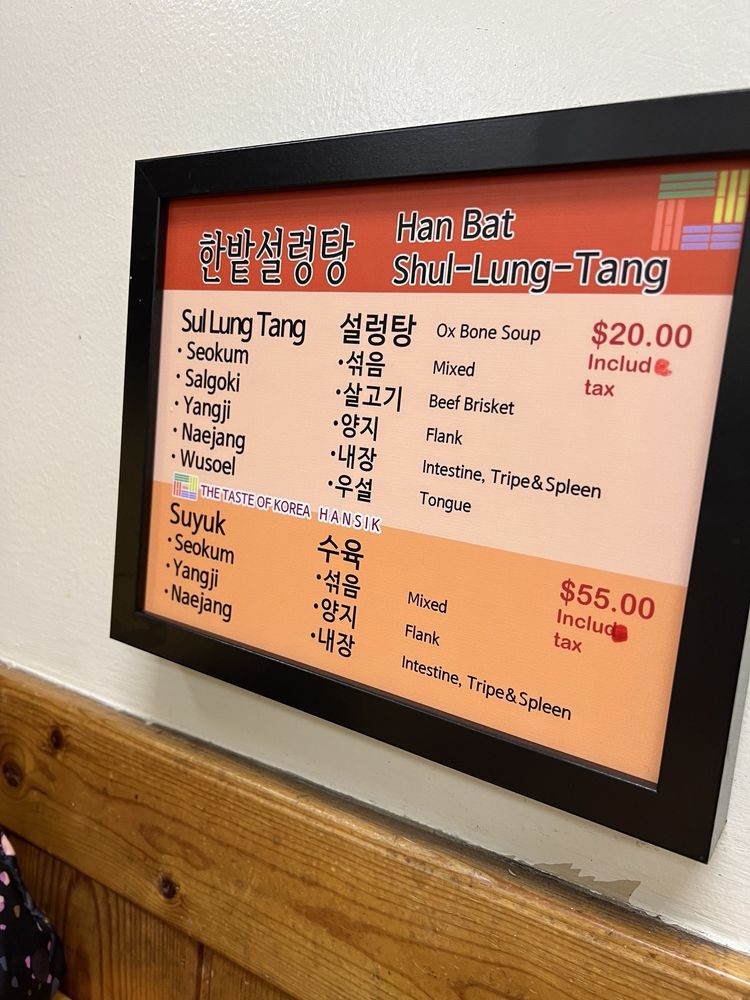 한밭설렁탕 Han Bat
Shul-Lung-Tang
Sul Lung Tang 설렁탕 Ox Bone Soup $20.00
Includ
tax
· Seokum ·섞음 Mixed
· Salgoki ·살고기 Beef Brisket
· Yangji ·양지 Flank
· Naejang ·내장 Intestine, Tripe&Spleen
· Wusoel ·우설 Tongue
THE TASTE OF KOREA HANSIK
Suyuk 수육 $55.00
Includ
tax
· Seokum ·섞음 Mixed
· Yangji ·양지 Flank
· Naejang ·내장 Intestine, Tripe&Spleen